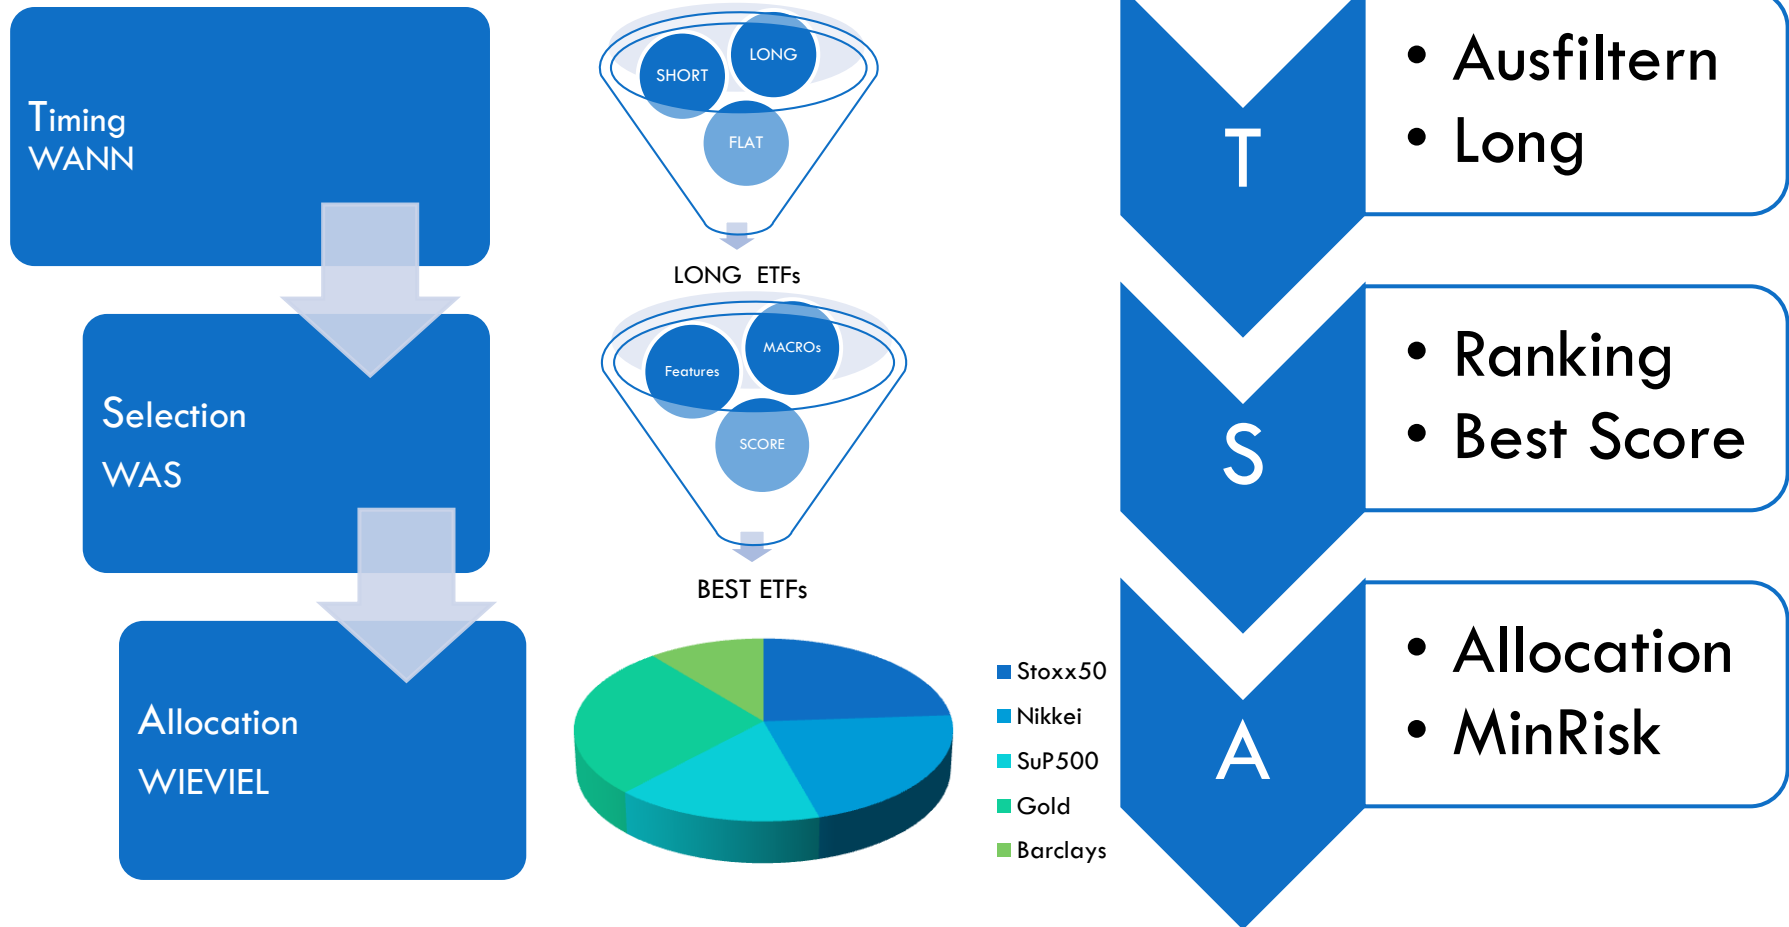 Timing
WANN
Selection
WAS
Allocation
WIEVIEL
SHORT
LONG
FLAT
LONG ETFs
Features
MACROs
SCORE
BEST ETFs
Stoxx50
Nikkei
SuP500
Gold
Barclays
T
• Ausfiltern
• Long
S
• Ranking
• Best Score
A
• Allocation
• MinRisk